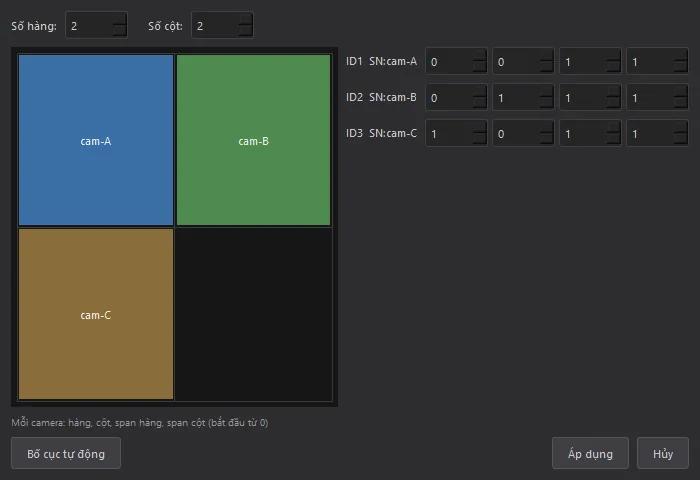 Số hàng: 2 Số cột: 2
ID1 SN:cam-A 0 0 1 1
ID2 SN:cam-B 0 1 1 1
ID3 SN:cam-C 1 0 1 1
cam-A cam-B
cam-C
Mỗi camera: hàng, cột, span hàng, span cột (bắt đầu từ 0)
Bố cục tự động Áp dụng Hủy